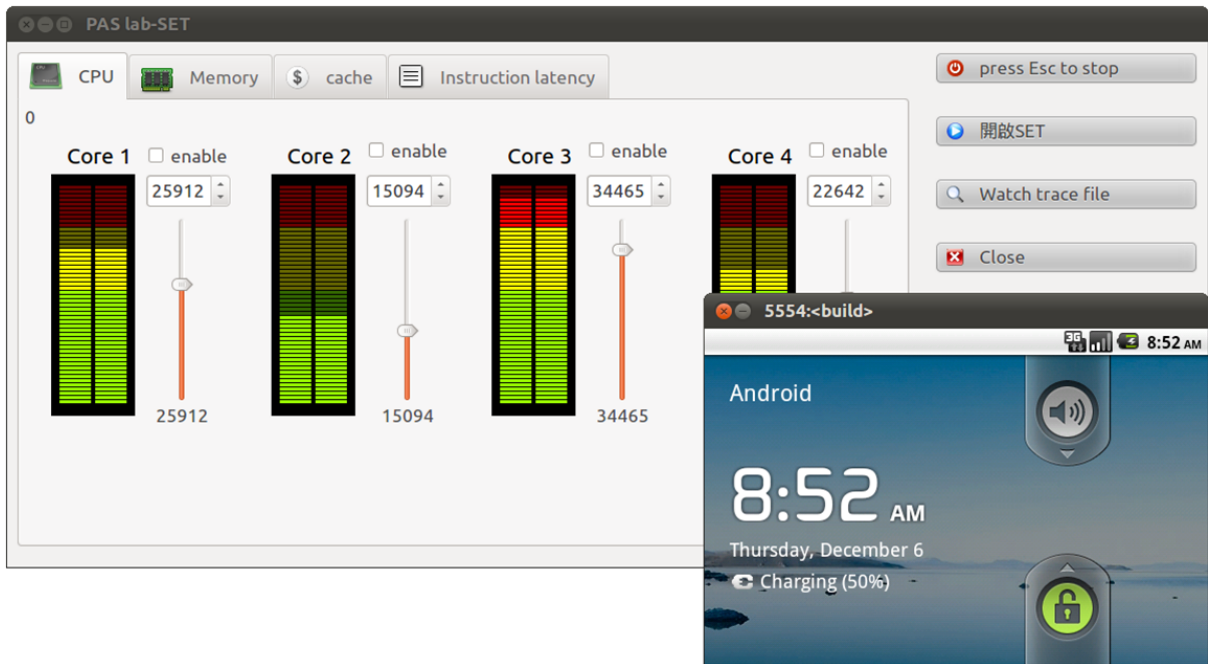 PAS lab-SET
CPU
Memory
$ cache
Instruction latency
press Esc to stop
開啟SET
Watch trace file
Close
0
Core 1
enable
25912
25912
Core 2
enable
15094
15094
Core 3
enable
34465
34465
Core 4
enable
22642
5554:<build>
3G
8:52 AM
Android
8:52 AM
Thursday, December 6
Charging (50%)